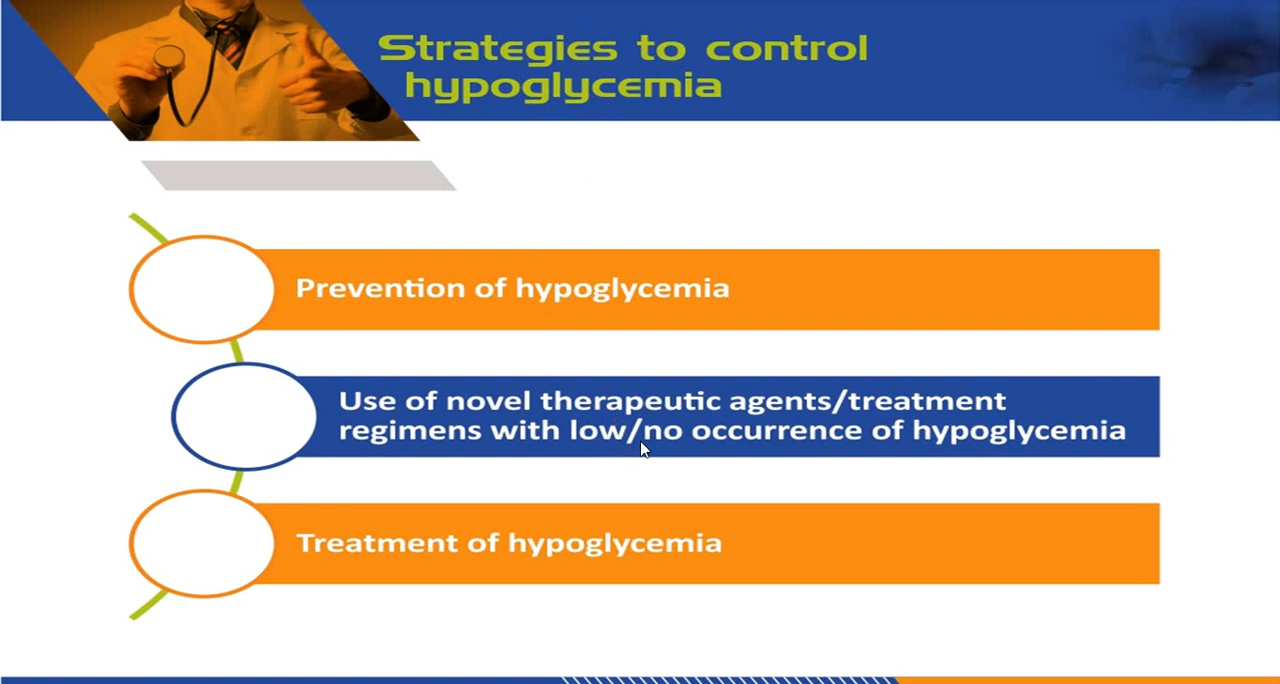 Strategies to control
hypoglycemia
Prevention of hypoglycemia
Use of novel therapeutic agents/treatment
regimens with low/no occurrence of hypoglycemia
Treatment of hypoglycemia